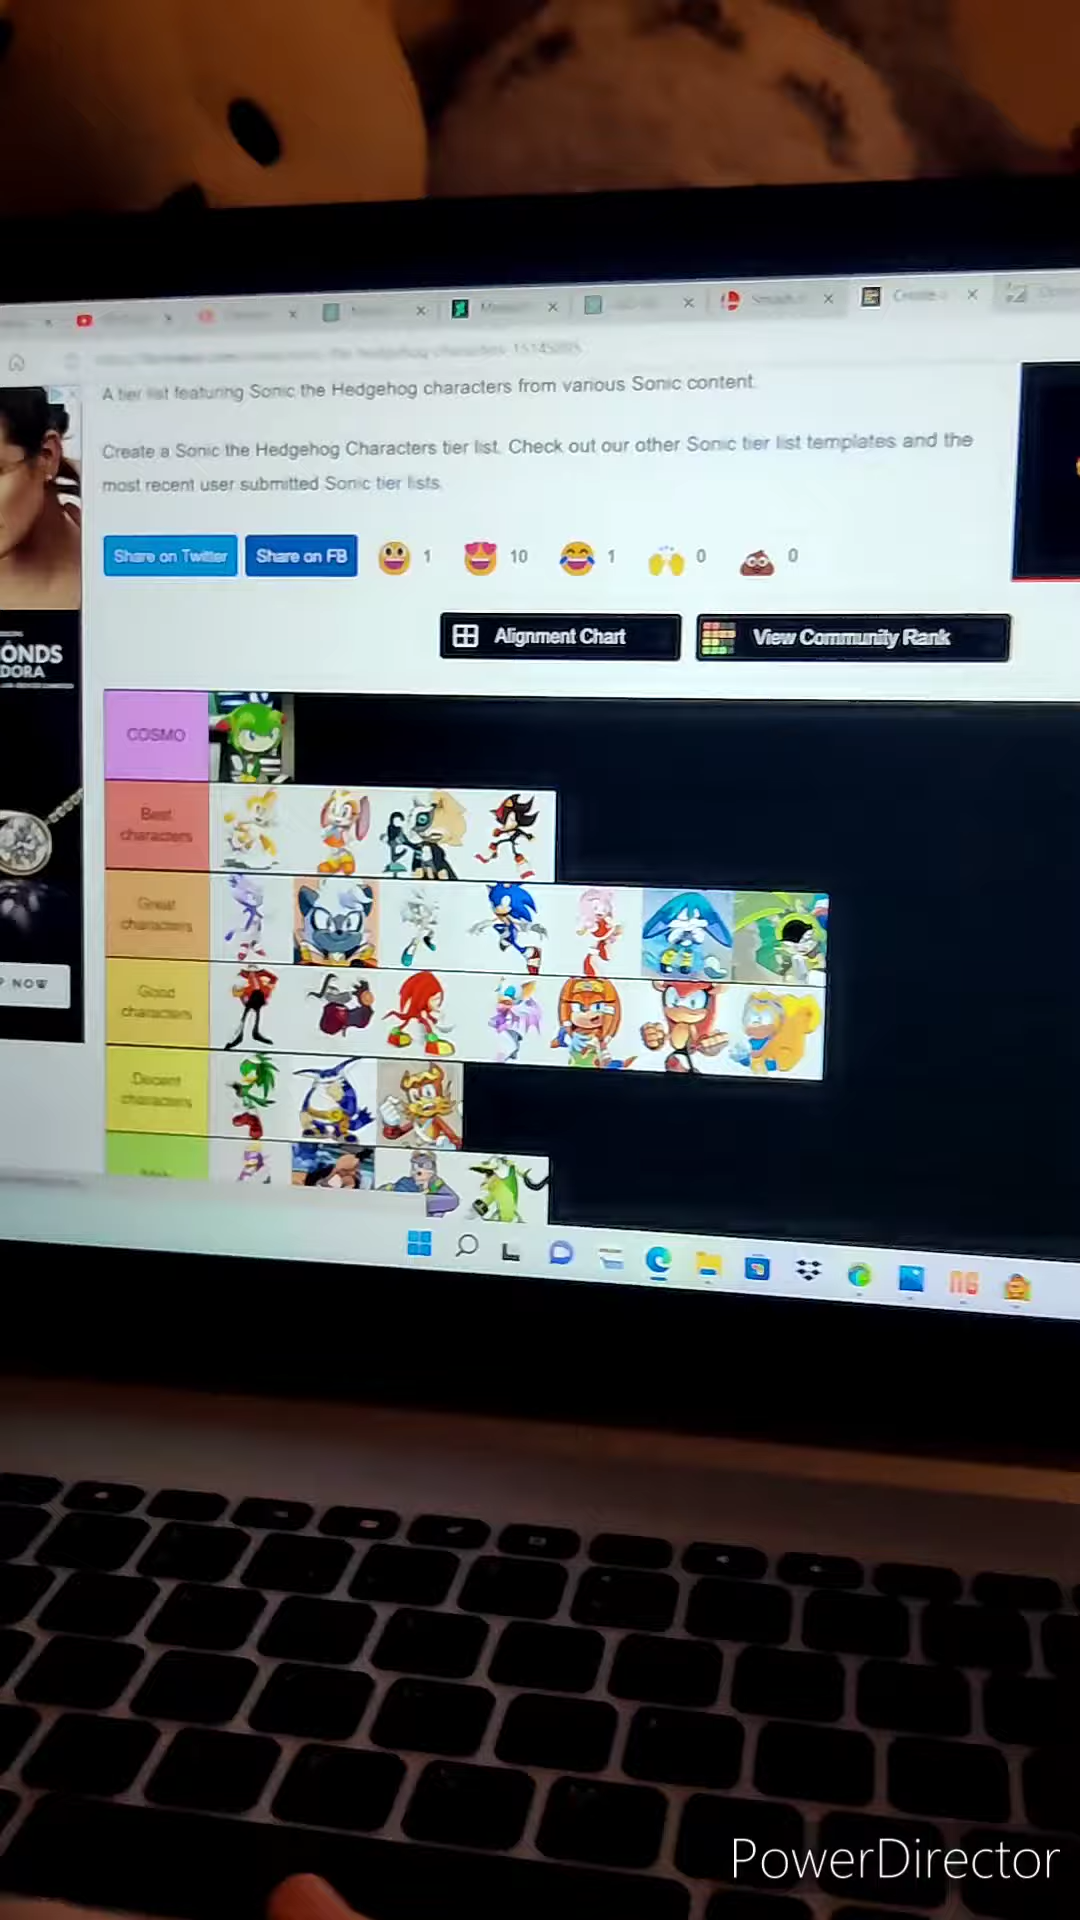 A tier list featuring Sonic the Hedgehog characters from various Sonic content.
Create a Sonic the Hedgehog Characters tier list. Check out our other Sonic tier list templates and the
most recent user submitted Sonic tier lists.
Share on Twitter
Share on FB
1
10
1
0
0
ONDS
DORA
Alignment Chart
View Community Rank
COSMO
Best
characters
Great
characters
NOW
Good
characters
Decent
characters
PowerDirector